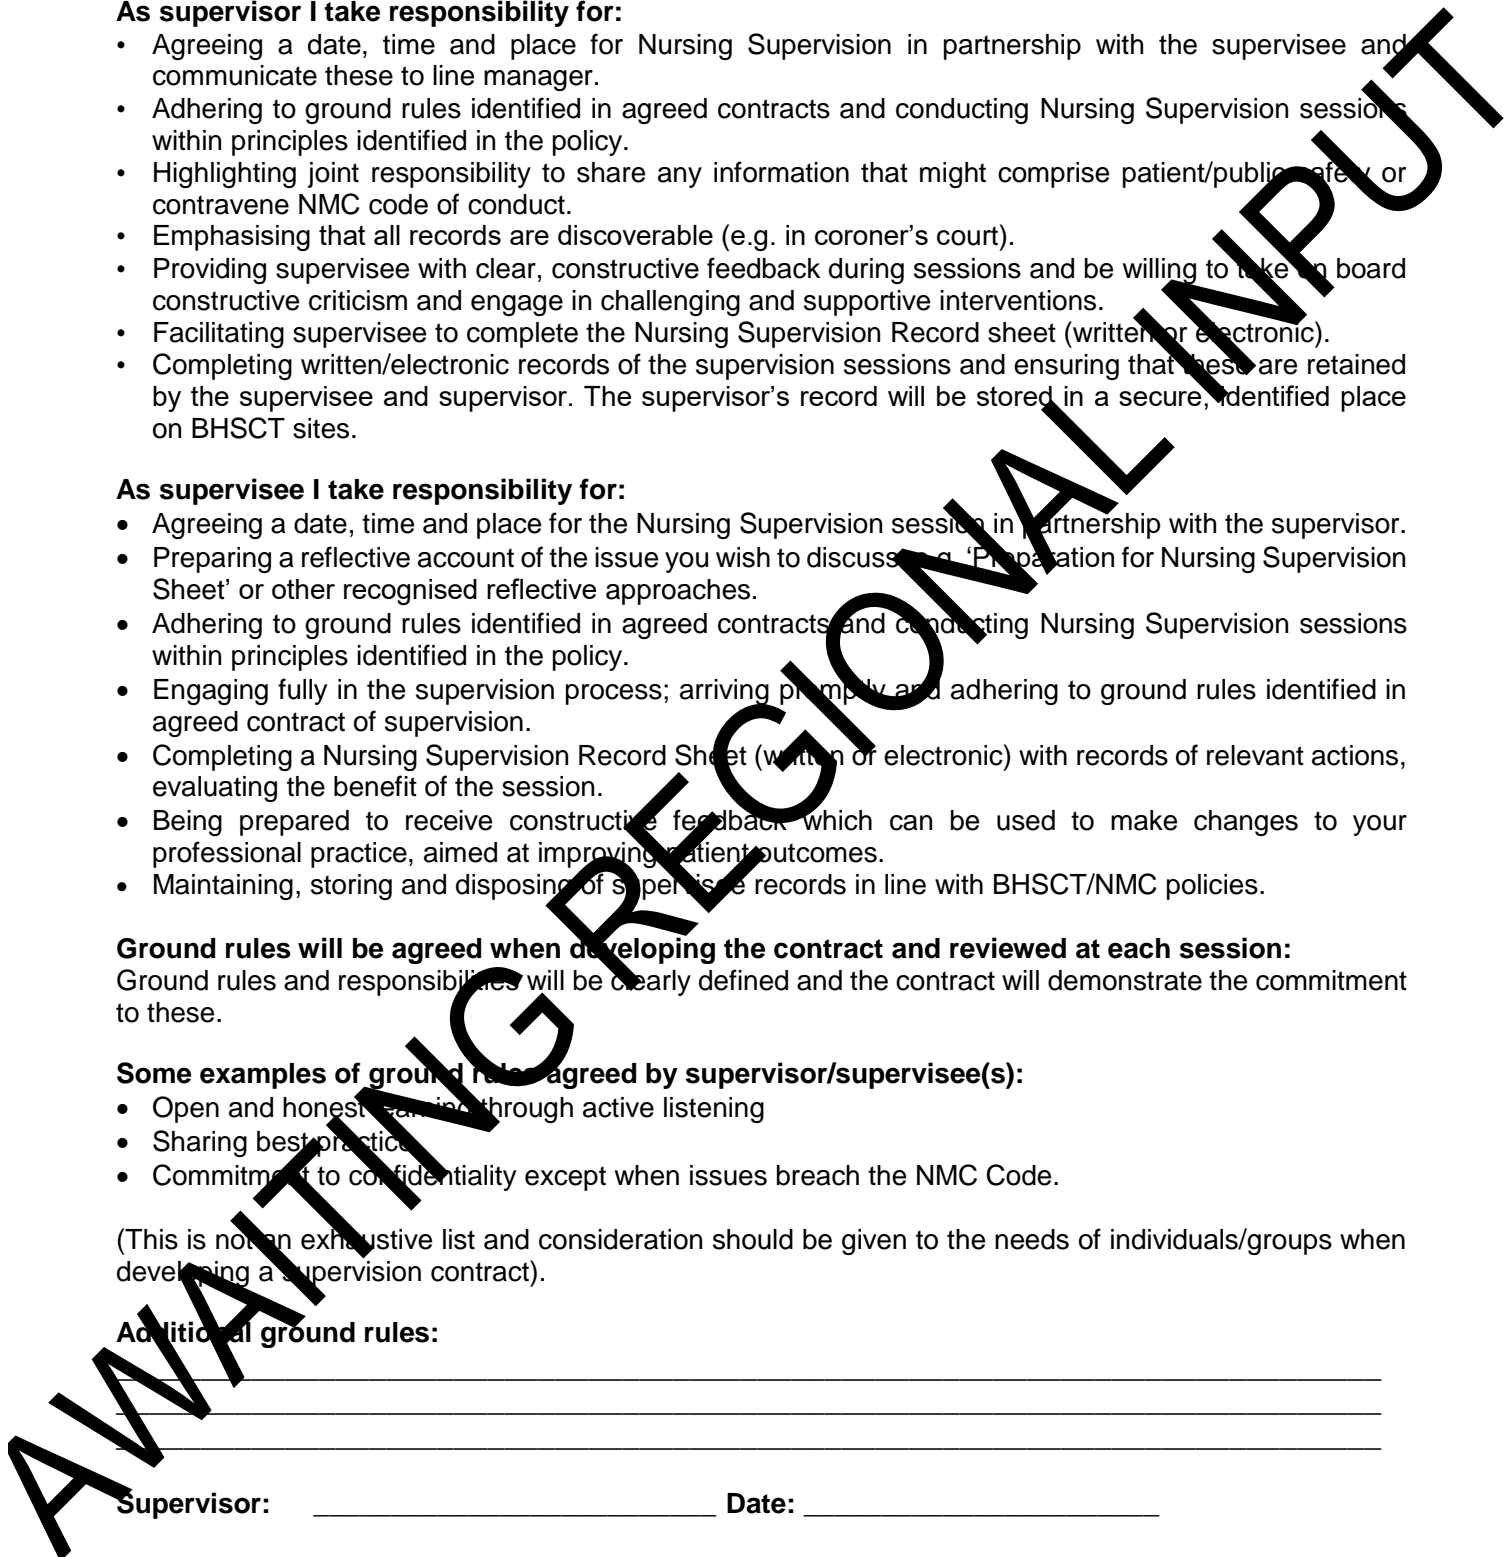 As supervisor I take responsibility for:
• Agreeing a date, time and place for Nursing Supervision in partnership with the supervisee and
communicate these to line manager.
• Adhering to ground rules identified in agreed contracts and conducting Nursing Supervision sessions
within principles identified in the policy.
• Highlighting joint responsibility to share any information that might comprise patient/public safety or
contravene NMC code of conduct.
• Emphasising that all records are discoverable (e.g. in coroner's court).
• Providing supervisee with clear, constructive feedback during sessions and be willing to take on board
constructive criticism and engage in challenging and supportive interventions.
• Facilitating supervisee to complete the Nursing Supervision Record sheet (written or electronic).
• Completing written/electronic records of the supervision sessions and ensuring that these are retained
by the supervisee and supervisor. The supervisor's record will be stored in a secure, identified place
on BHSCT sites.
As supervisee I take responsibility for:
• Agreeing a date, time and place for the Nursing Supervision session in partnership with the supervisor.
• Preparing a reflective account of the issue you wish to discuss e.g. ‘Preparation for Nursing Supervision
Sheet’ or other recognised reflective approaches.
• Adhering to ground rules identified in agreed contracts and conducting Nursing Supervision sessions
within principles identified in the policy.
• Engaging fully in the supervision process; arriving promptly and adhering to ground rules identified in
agreed contract of supervision.
• Completing a Nursing Supervision Record Sheet (written or electronic) with records of relevant actions,
evaluating the benefit of the session.
• Being prepared to receive constructive feedback which can be used to make changes to your
professional practice, aimed at improving patient outcomes.
• Maintaining, storing and disposing of supervisee records in line with BHSCT/NMC policies.
Ground rules will be agreed when developing the contract and reviewed at each session:
Ground rules and responsibilities will be clearly defined and the contract will demonstrate the commitment
to these.
Some examples of ground rules agreed by supervisor/supervisee(s):
• Open and honest learning through active listening
• Sharing best practice
• Commitment to confidentiality except when issues breach the NMC Code.
(This is not an exhaustive list and consideration should be given to the needs of individuals/groups when
developing a supervision contract).
Additional ground rules:
Supervisor: Date:
AWAITING REGIONAL INPUT